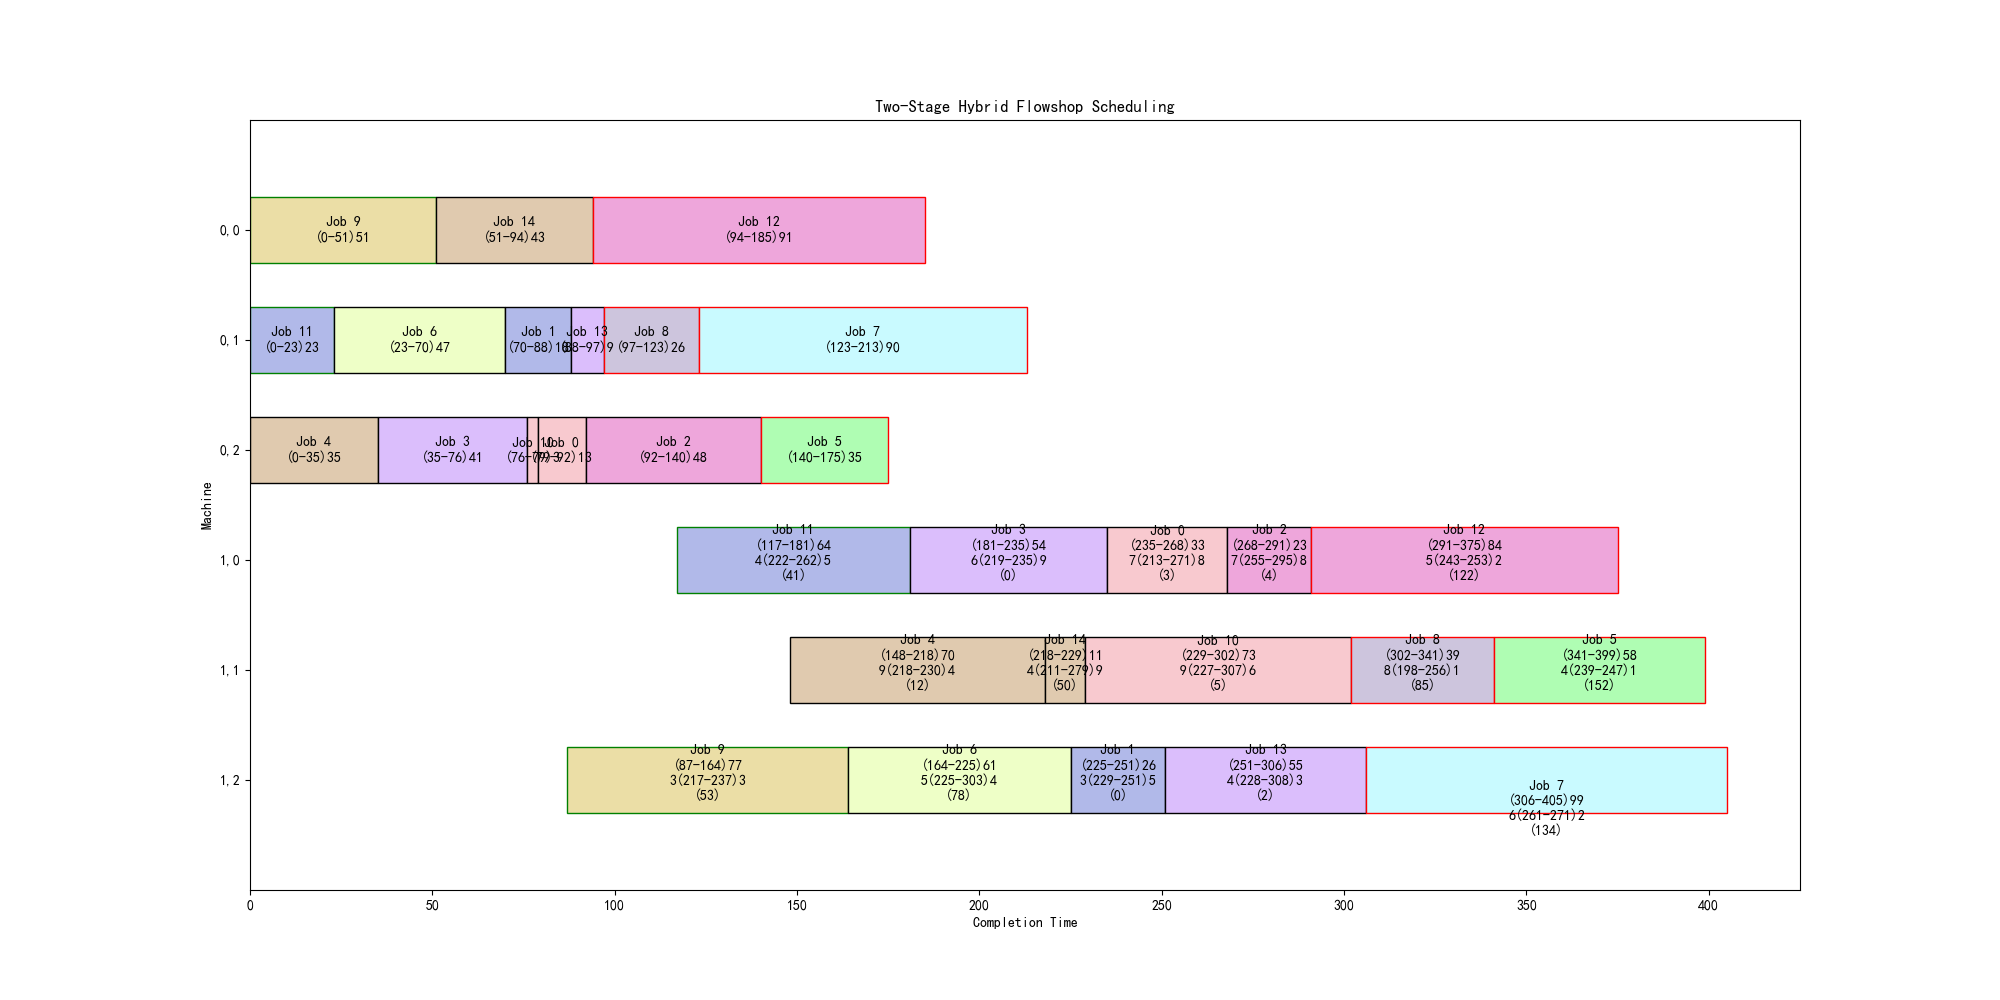 Two-Stage Hybrid Flowshop Scheduling
Machine
0,0
Job 9
(0-51)51
Job 14
(51-94)43
Job 12
(94-185)91
0,1
Job 11
(0-23)23
Job 6
(23-70)47
Job 1
(70-88)18
Job 13
(88-97)9
Job 8
(97-123)26
Job 7
(123-213)90
0,2
Job 4
(0-35)35
Job 3
(35-76)41
Job 10
(76-79)3
Job 0
(79-92)13
Job 2
(92-140)48
Job 5
(140-175)35
1,0
Job 11
(117-181)64
4(222-262)5
(41)
Job 3
(181-235)54
6(219-235)9
(0)
Job 0
(235-268)33
7(213-271)8
(3)
Job 2
(268-291)23
7(255-295)8
(4)
Job 12
(291-375)84
5(243-253)2
(122)
1,1
Job 4
(148-218)70
9(218-230)4
(12)
Job 14
(218-229)11
4(211-279)9
(50)
Job 10
(229-302)73
9(227-307)6
(5)
Job 8
(302-341)39
8(198-256)1
(85)
Job 5
(341-399)58
4(239-247)1
(152)
1,2
Job 9
(87-164)77
3(217-237)3
(53)
Job 6
(164-225)61
5(225-303)4
(78)
Job 1
(225-251)26
3(229-251)5
(0)
Job 13
(251-306)55
4(228-308)3
(2)
Job 7
(306-405)99
6(261-271)2
(134)
0
50
100
150
200
250
300
350
400
Completion Time